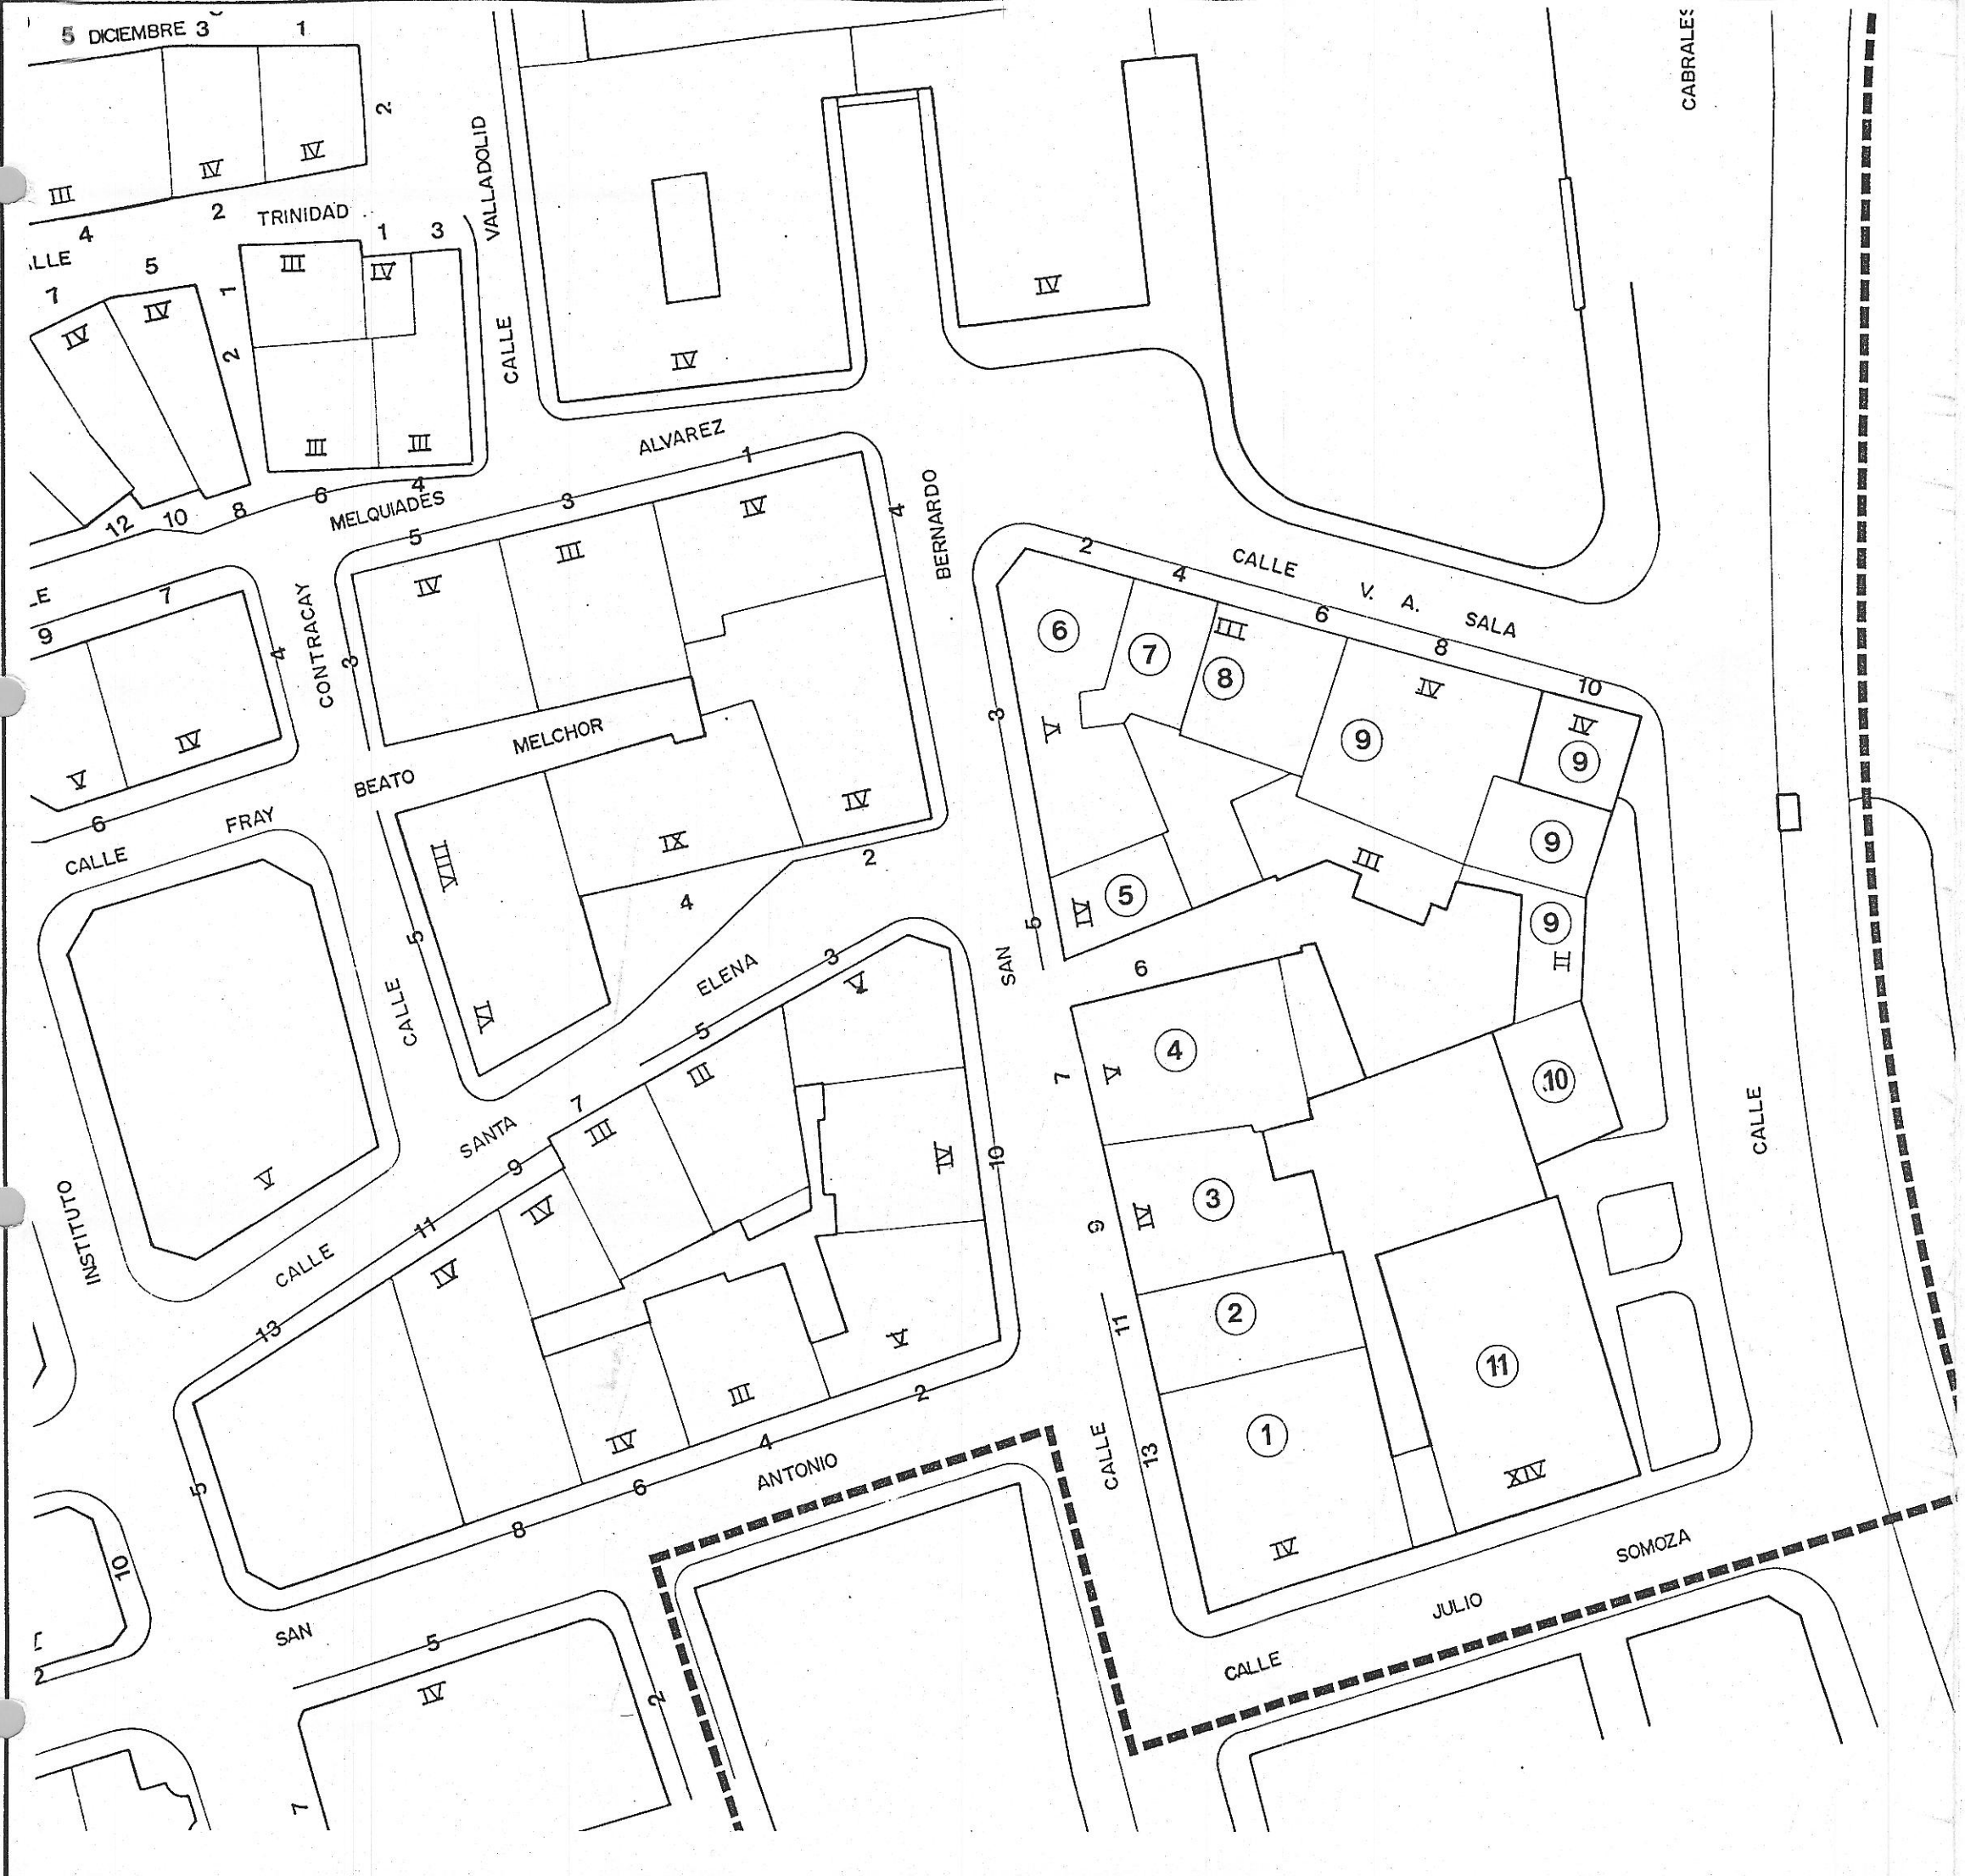 5 DICIEMBRE 3 1
CABRALES
2
III IV IV
VALLADOLID
2 TRINIDAD
4
1 3
LLE
5
7
III IV
1
IV IV
2
IV
CALLE
IV
III III
ALVAREZ
1
4
6
3
MELQUIADES
8
10
12
5
4
BERNARDO
IV
III
IV
2
CALLE
4
V. A. SALA
6
8
10
LE
7
9
CONTRACAY
4
3
6
III
7
8
IV
IV
9
9
3
V
MELCHOR
IV
V
BEATO
FRAY
6
CALLE
VIII
IX
IV
2
4
9
III
5
IV
5
9
II
5
3
ELENA
SAN
6
V
CALLE
VI
5
III
4
V
7
10
CALLE
7
SANTA
III
9
IV
10
3
IV
9
V
IV
INSTITUTO
11
CALLE
IV
13
2
11
V
11
III
2
1
13
CALLE
IV
4
ANTONIO
6
XIV
5
8
IV
SOMOZA
10
JULIO
SAN
5
CALLE
2
IV
2
7